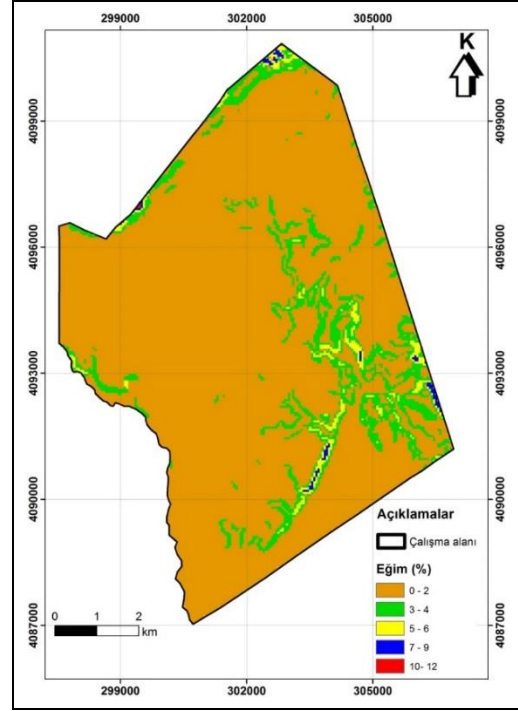 299000 302000 305000
K
4099000 4099000
4096000 4096000
4093000 4093000
4090000 4090000
4087000 4087000
Açıklamalar
Çalışma alanı
Eğim (%)
0 - 2
3 - 4
5 - 6
7 - 9
10- 12
0 1 2
km
299000 302000 305000